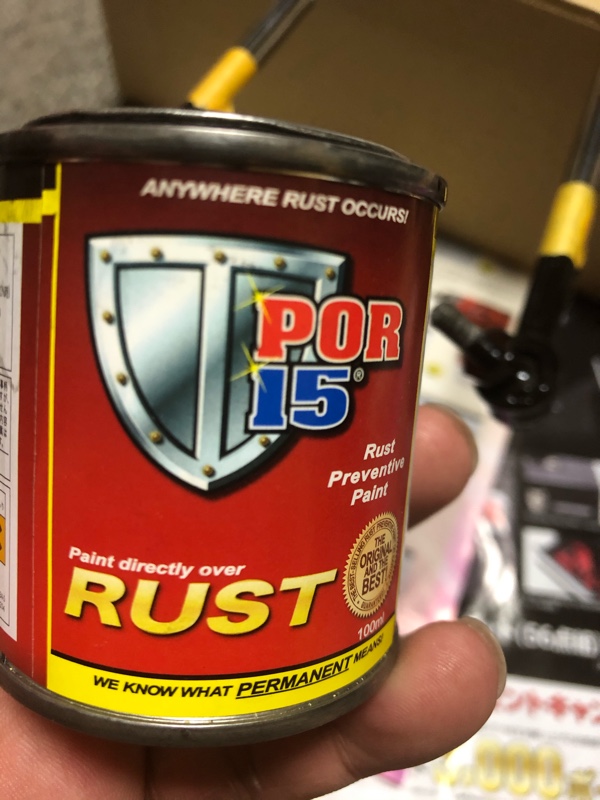 ANYWHERE RUST OCCURS!
POR
15®
Rust
Preventive
Paint
THE
ORIGINAL
AND THE
BEST!
Paint directly over
RUST
100ml
WE KNOW WHAT PERMANENT MEANS!